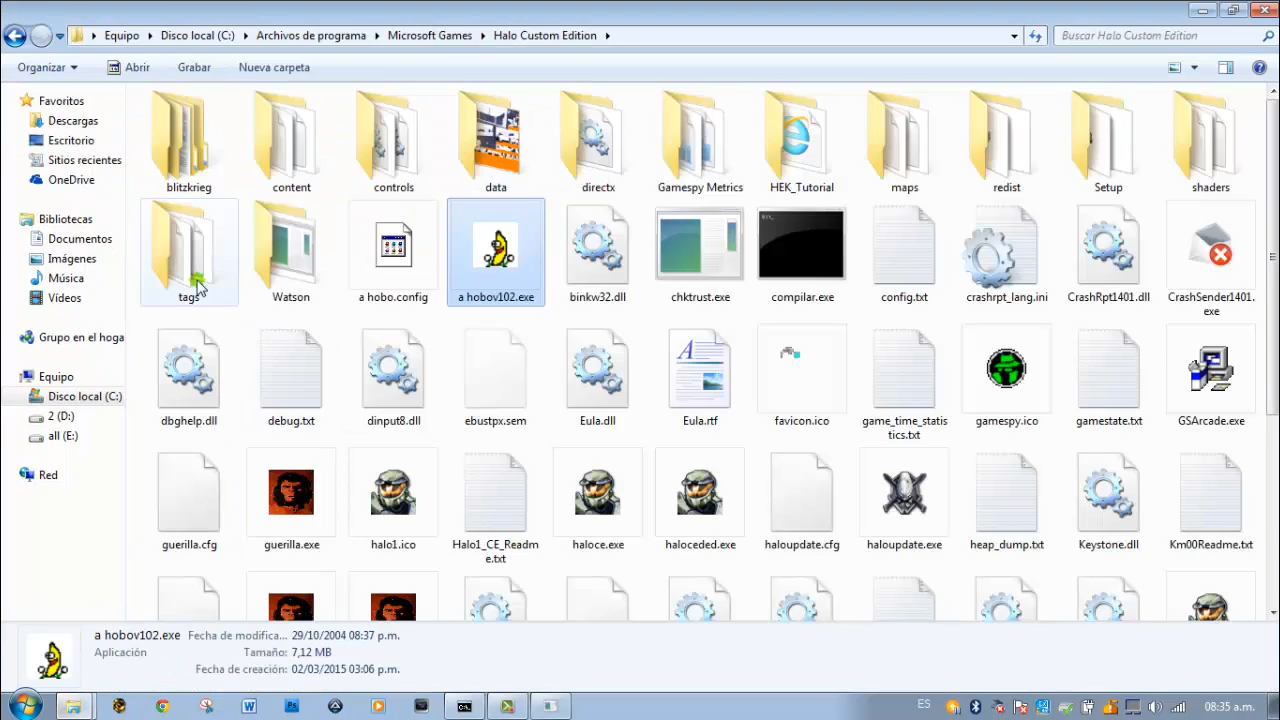 Equipo ▸ Disco local (C:) ▸ Archivos de programa ▸ Microsoft Games ▸ Halo Custom Edition ▸
Buscar Halo Custom Edition
Organizar Abrir Grabar Nueva carpeta
Favoritos
Descargas
Escritorio
Sitios recientes
OneDrive
Bibliotecas
Documentos
Imágenes
Música
Vídeos
Grupo en el hoga
Equipo
Disco local (C:)
2 (D:)
all (E:)
Red
blitzkrieg content controls data directx Gamespy Metrics HEK_Tutorial maps redist Setup shaders
tags Watson a hobo.config a hobov102.exe binkw32.dll chktrust.exe compilar.exe config.txt crashrpt_lang.ini CrashRpt1401.dll CrashSender1401.
exe
dbghelp.dll debug.txt dinput8.dll ebustpx.sem Eula.dll Eula.rtf favicon.ico game_time_statis gamespy.ico gamestate.txt GSArcade.exe
tics.txt
guerilla.cfg guerilla.exe halo1.ico Halo1_CE_Read haloce.exe haloceded.exe haloupdate.cfg haloupdate.exe heap_dump.txt Keystone.dll Km00Readme.txt
me.txt
a hobov102.exe Fecha de modifica... 29/10/2004 08:37 p.m.
Aplicación Tamaño: 7,12 MB
Fecha de creación: 02/03/2015 03:06 p.m.
ES 08:35 a.m.